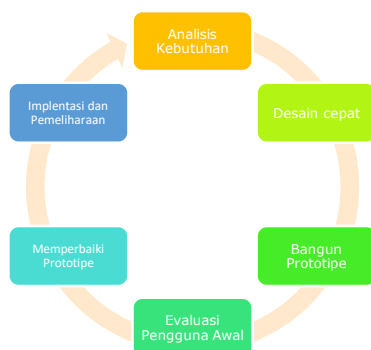 Analisis
Kebutuhan
Desain cepat
Bangun
Prototipe
Evaluasi
Pengguna Awal
Memperbaiki
Prototipe
Implentasi dan
Pemeliharaan